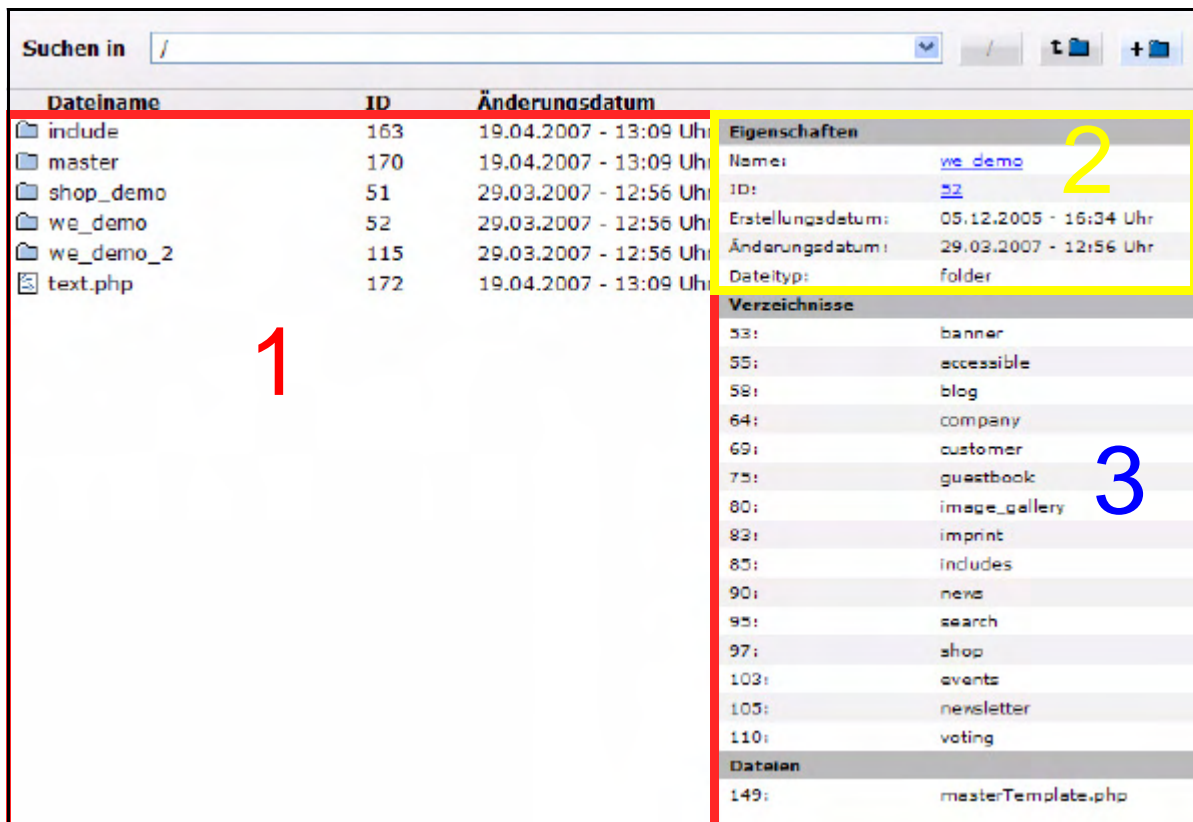 Suchen in /
/
+
Dateiname ID Änderungsdatum
include 163 19.04.2007 - 13:09 Uhr
master 170 19.04.2007 - 13:09 Uhr
shop_demo 51 29.03.2007 - 12:56 Uhr
we_demo 52 29.03.2007 - 12:56 Uhr
we_demo_2 115 29.03.2007 - 12:56 Uhr
text.php 172 19.04.2007 - 13:09 Uhr
1
Eigenschaften
2
Name: we_demo
ID: 52
Erstellungsdatum: 05.12.2005 - 16:34 Uhr
Änderungsdatum: 29.03.2007 - 12:56 Uhr
Dateityp: folder
Verzeichnisse
53: banner
55: accessible
58: blog
64: company
69: customer
75: guestbook
3
80: image_gallery
83: imprint
85: includes
90: news
95: search
97: shop
103: events
105: newsletter
110: voting
Dateien
149: masterTemplate.php